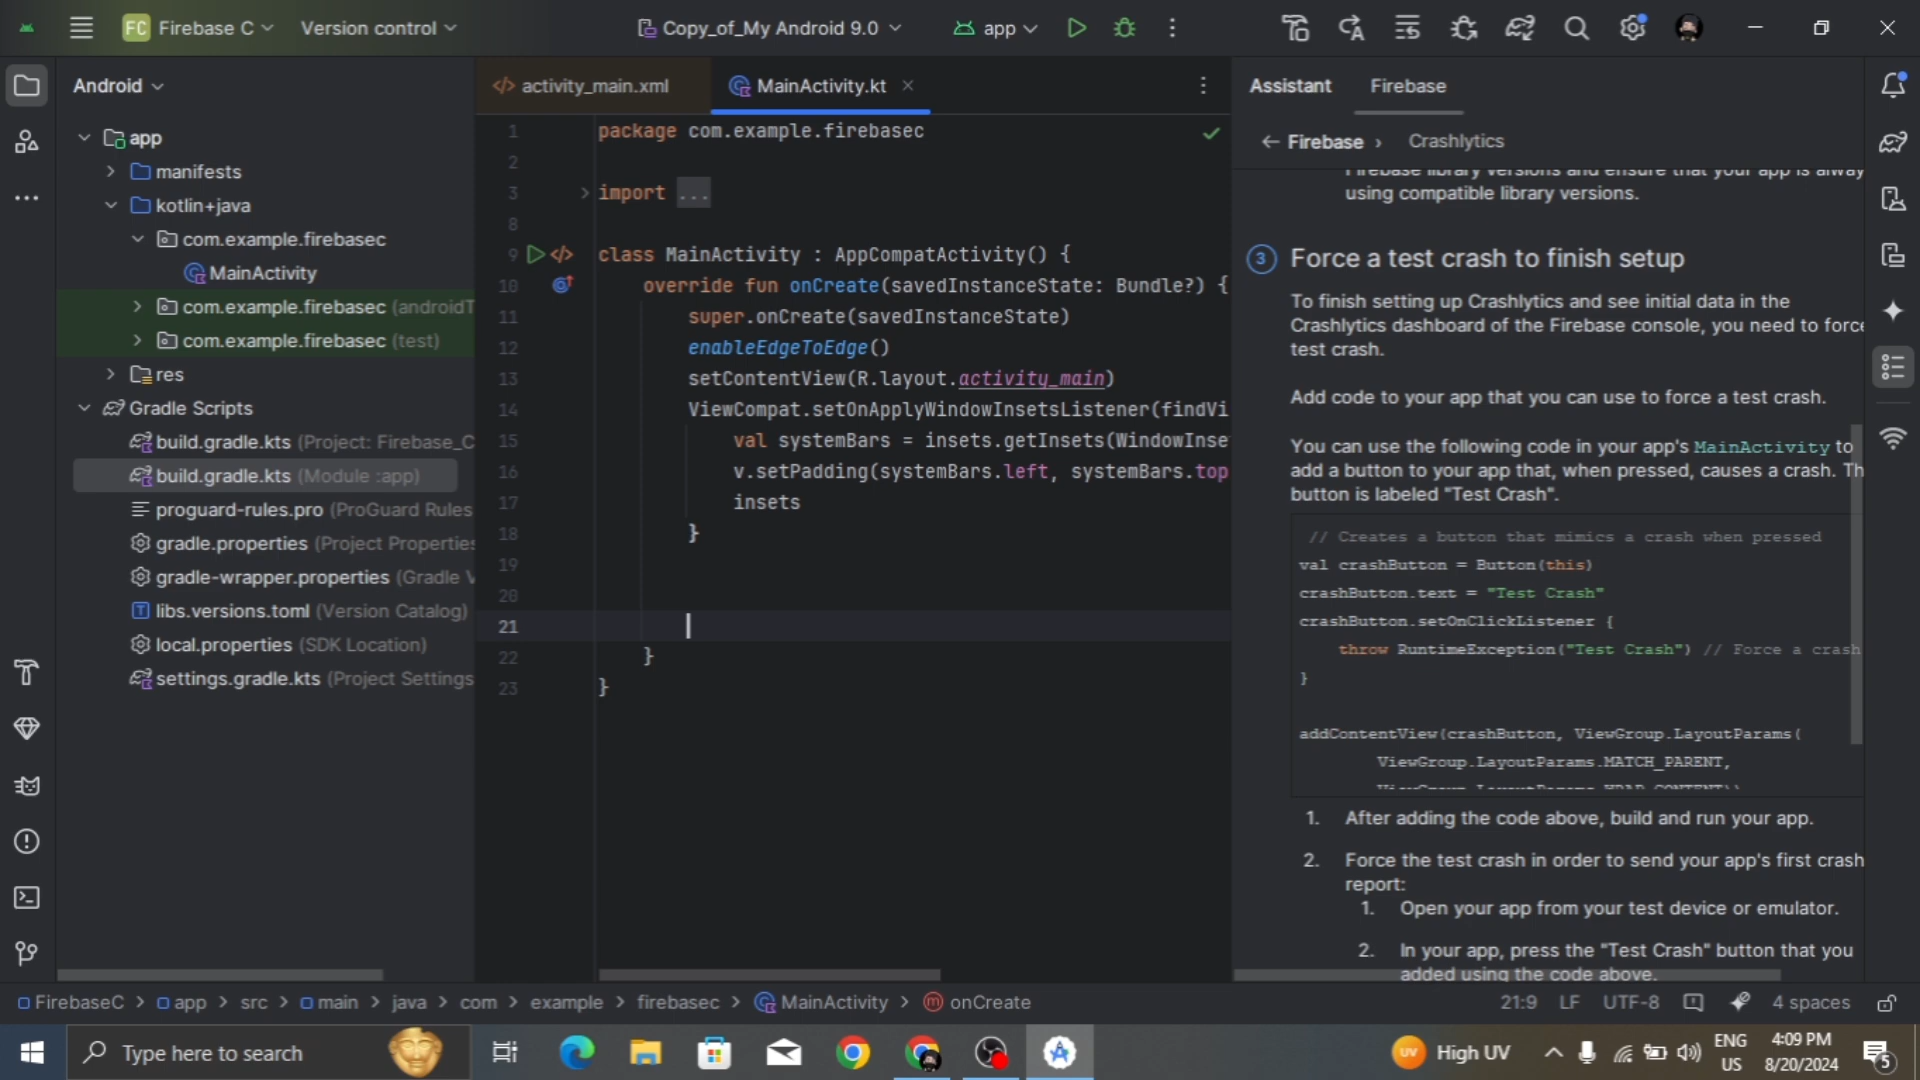 FC Firebase C Version control Copy_of_My Android 9.0 app
Android
app
manifests
kotlin+java
com.example.firebasec
MainActivity
com.example.firebasec (androidT
com.example.firebasec (test)
res
Gradle Scripts
build.gradle.kts (Project: Firebase_C
build.gradle.kts (Module :app)
proguard-rules.pro (ProGuard Rules
gradle.properties (Project Properties
gradle-wrapper.properties (Gradle V
libs.versions.toml (Version Catalog)
local.properties (SDK Location)
settings.gradle.kts (Project Settings
activity_main.xml MainActivity.kt
1 package com.example.firebasec
2
3 import ...
8
9 class MainActivity : AppCompatActivity() {
10 override fun onCreate(savedInstanceState: Bundle?) {
11 super.onCreate(savedInstanceState)
12 enableEdgeToEdge()
13 setContentView(R.layout.activity_main)
14 ViewCompat.setOnApplyWindowInsetsListener(findVi
15 val systemBars = insets.getInsets(WindowInse
16 v.setPadding(systemBars.left, systemBars.top
17 insets
18 }
19
20
21
22 }
23 }
Assistant Firebase
← Firebase › Crashlytics
Firebase library versions and ensure that your app is alway
using compatible library versions.
3 Force a test crash to finish setup
To finish setting up Crashlytics and see initial data in the
Crashlytics dashboard of the Firebase console, you need to force
test crash.
Add code to your app that you can use to force a test crash.
You can use the following code in your app's MainActivity to
add a button to your app that, when pressed, causes a crash. Th
button is labeled "Test Crash".
// Creates a button that mimics a crash when pressed
val crashButton = Button(this)
crashButton.text = "Test Crash"
crashButton.setOnClickListener {
throw RuntimeException("Test Crash") // Force a crash
}
addContentView(crashButton, ViewGroup.LayoutParams(
ViewGroup.LayoutParams.MATCH_PARENT,
ViewGroup.LayoutParams.WRAP_CONTENT))
1. After adding the code above, build and run your app.
2. Force the test crash in order to send your app's first crash
report:
1. Open your app from your test device or emulator.
2. In your app, press the "Test Crash" button that you
added using the code above.
FirebaseC > app > src > main > java > com > example > firebasec > MainActivity > onCreate 21:9 LF UTF-8 4 spaces
Type here to search UV High UV ENG 4:09 PM
US 8/20/2024 5